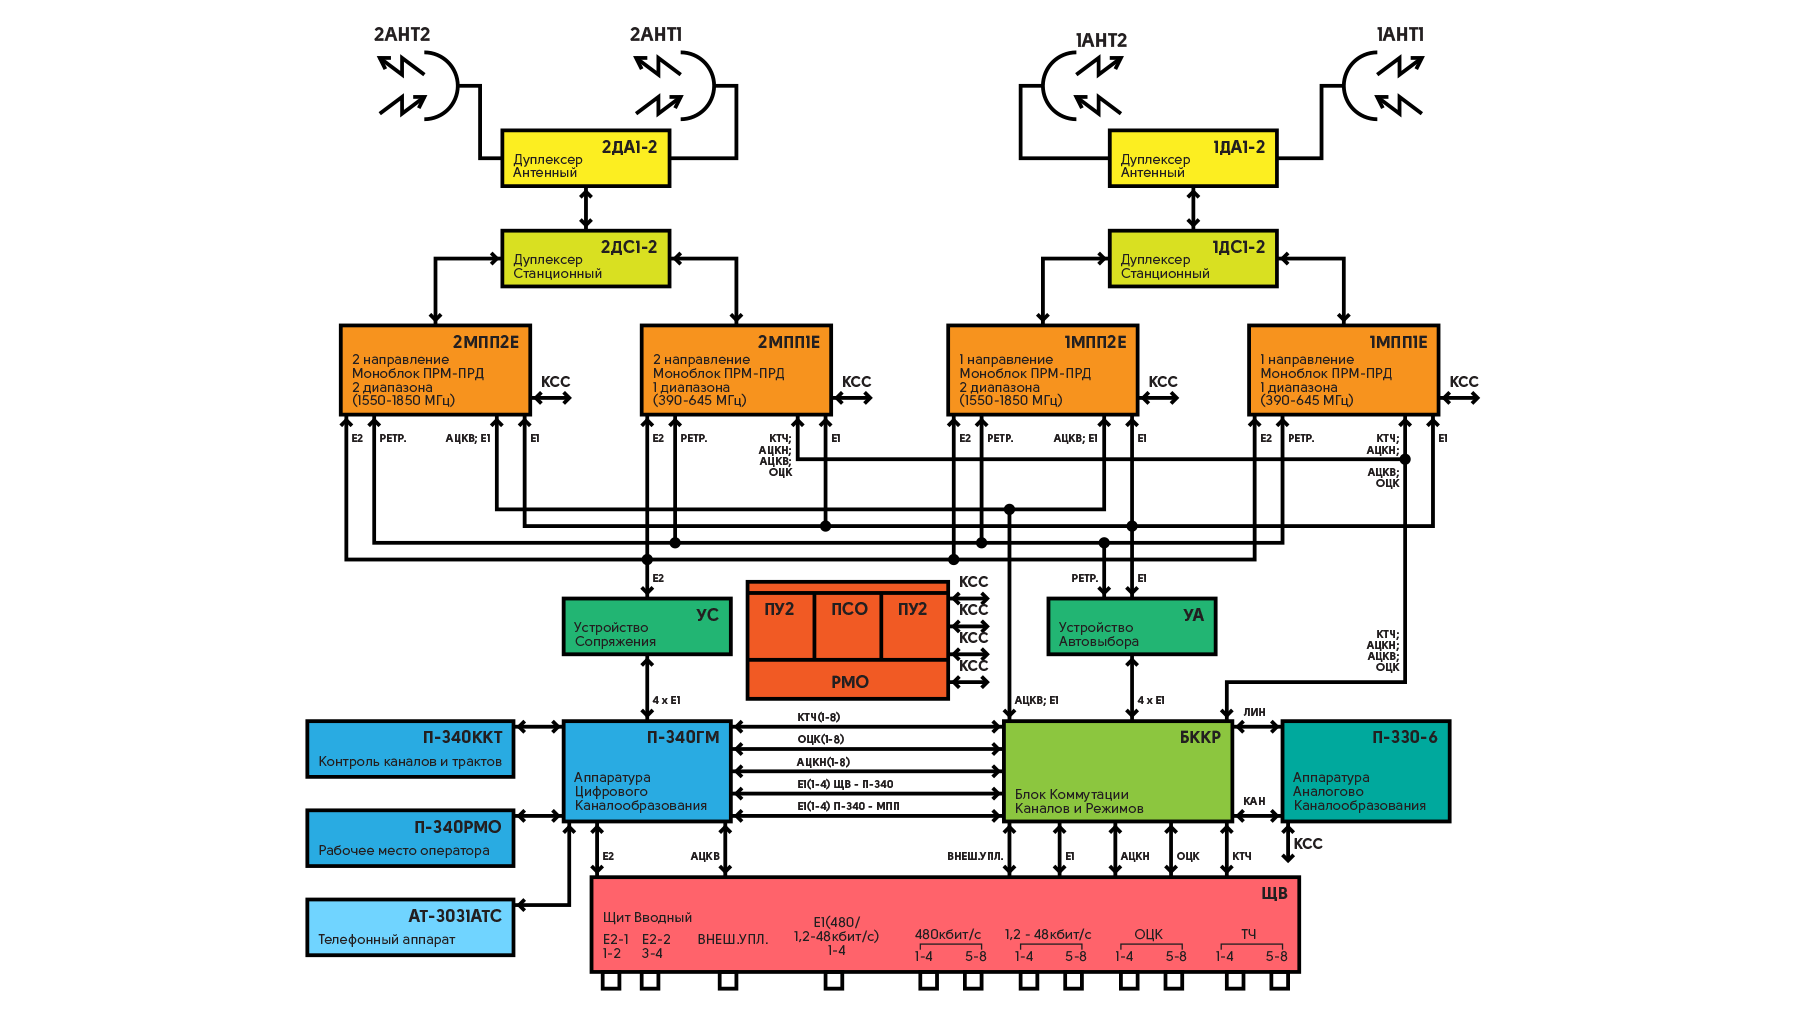 2АНТ2
2АНТ1
1АНТ2
1АНТ1
2ДА1-2
Дуплексер
Антенный
1ДА1-2
Дуплексер
Антенный
2ДС1-2
Дуплексер
Станционный
1ДС1-2
Дуплексер
Станционный
2МПП2Е
2 направление
Моноблок ПРМ-ПРД
2 диапазона
(1550-1850 МГц)
КСС
2МПП1Е
2 направление
Моноблок ПРМ-ПРД
1 диапазона
(390-645 МГц)
КСС
1МПП2Е
1 направление
Моноблок ПРМ-ПРД
2 диапазона
(1550-1850 МГц)
КСС
1МПП1Е
1 направление
Моноблок ПРМ-ПРД
1 диапазона
(390-645 МГц)
КСС
Е2
РЕТР.
АЦКВ; Е1
Е1
Е2
РЕТР.
КТЧ;
АЦКН;
АЦКВ;
ОЦК
Е1
Е2
РЕТР.
АЦКВ; Е1
Е1
Е2
РЕТР.
КТЧ;
АЦКН;
АЦКВ;
ОЦК
Е1
Е2
РЕТР.
Е1
УС
Устройство
Сопряжения
ПУ2
ПСО
ПУ2
РМО
КСС
КСС
КСС
КСС
УА
Устройство
Автовыбора
КТЧ;
АЦКН;
АЦКВ;
ОЦК
4 x Е1
АЦКВ; Е1
4 x Е1
П-340ККТ
Контроль каналов и трактов
П-340ГМ
Аппаратура
Цифрового
Каналообразования
КТЧ(1-8)
ОЦК(1-8)
АЦКН(1-8)
Е1(1-4) ЩВ - П-340
Е1(1-4) П-340 - МПП
БККР
Блок Коммутации
Каналов и Режимов
ЛИН
КАН
П-330-6
Аппаратура
Аналогово
Каналообразования
П-340РМО
Рабочее место оператора
АТ-3031АТС
Телефонный аппарат
Е2
АЦКВ
ВНЕШ.УПЛ.
Е1
АЦКН
ОЦК
КТЧ
КСС
ЩВ
Щит Вводный
Е2-1
1-2
Е2-2
3-4
ВНЕШ.УПЛ.
Е1(480/
1,2-48кбит/с)
1-4
480кбит/с
1-4 5-8
1,2 - 48кбит/с
1-4 5-8
ОЦК
1-4 5-8
ТЧ
1-4 5-8